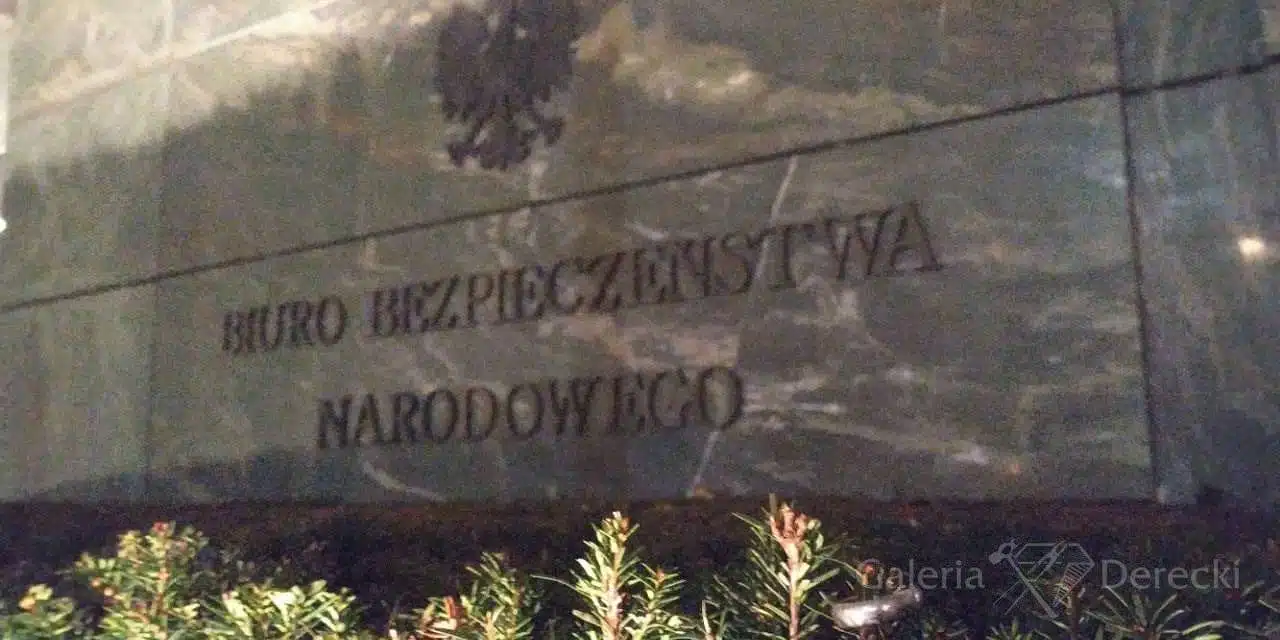 BIURO BEZPIECZEŃSTWA
NARODOWEGO
Galeria Derecki